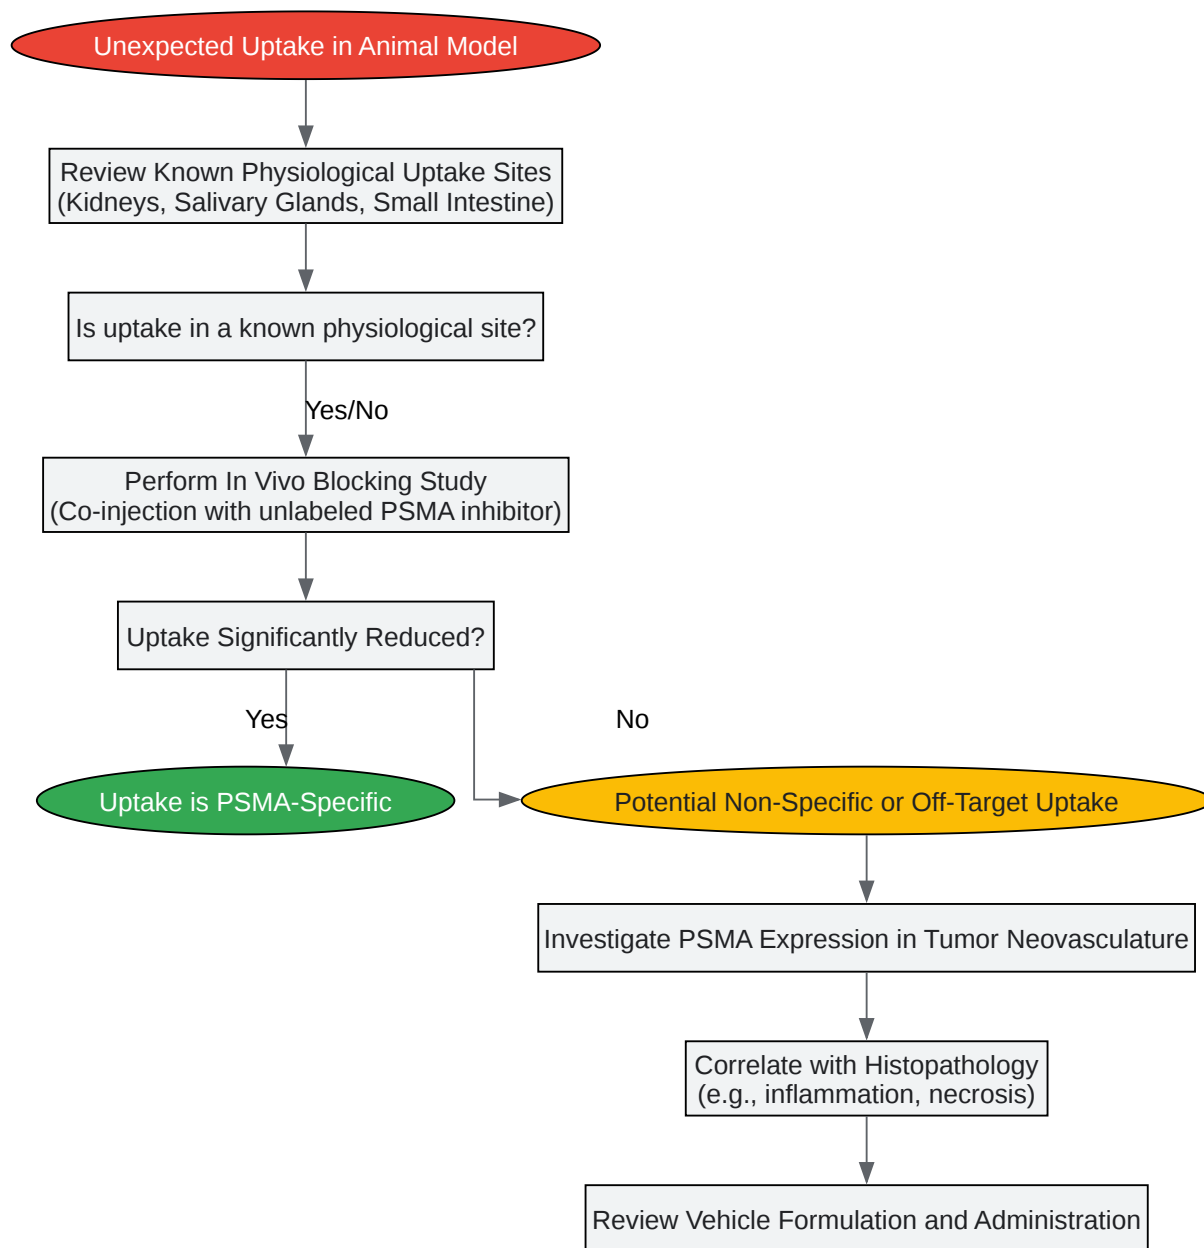 Unexpected Uptake in Animal Model
Review Known Physiological Uptake Sites
(Kidneys, Salivary Glands, Small Intestine)
Is uptake in a known physiological site?
Yes/No
Perform In Vivo Blocking Study
(Co-injection with unlabeled PSMA inhibitor)
Uptake Significantly Reduced?
Yes
No
Uptake is PSMA-Specific
Potential Non-Specific or Off-Target Uptake
Investigate PSMA Expression in Tumor Neovasculature
Correlate with Histopathology
(e.g., inflammation, necrosis)
Review Vehicle Formulation and Administration